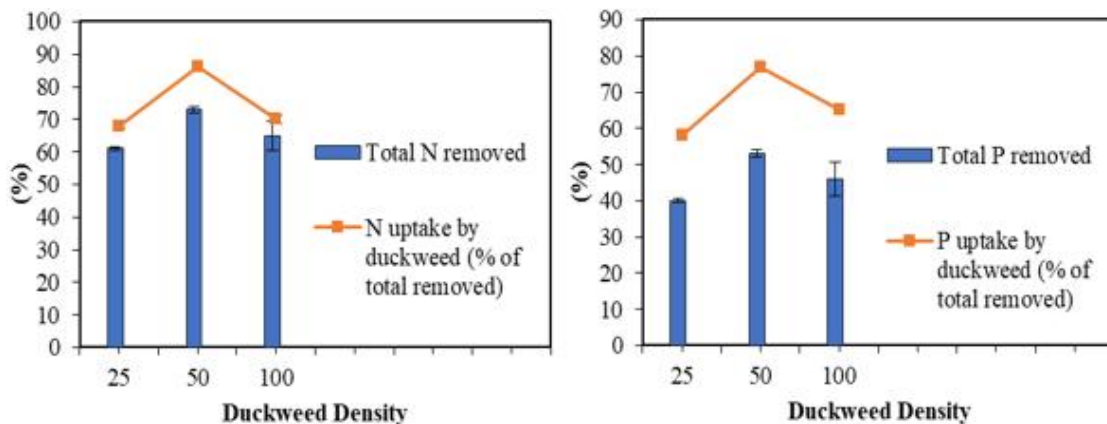 100
90
80
70
60
50
40
30
20
10
0
(%)
25 50 100
Duckweed Density
Total N removed
N uptake by
duckweed (% of
total removed)
90
80
70
60
50
40
30
20
10
0
(%)
25 50 100
Duckweed Density
Total P removed
P uptake by
duckweed (% of
total removed)